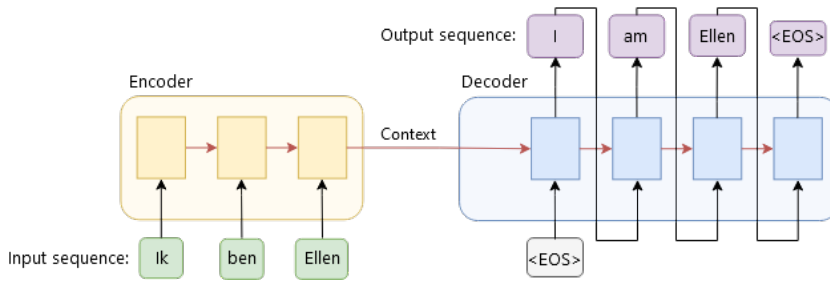 Output sequence: I am Ellen <EOS>
Encoder
Decoder
Context
Input sequence: Ik ben Ellen <EOS>